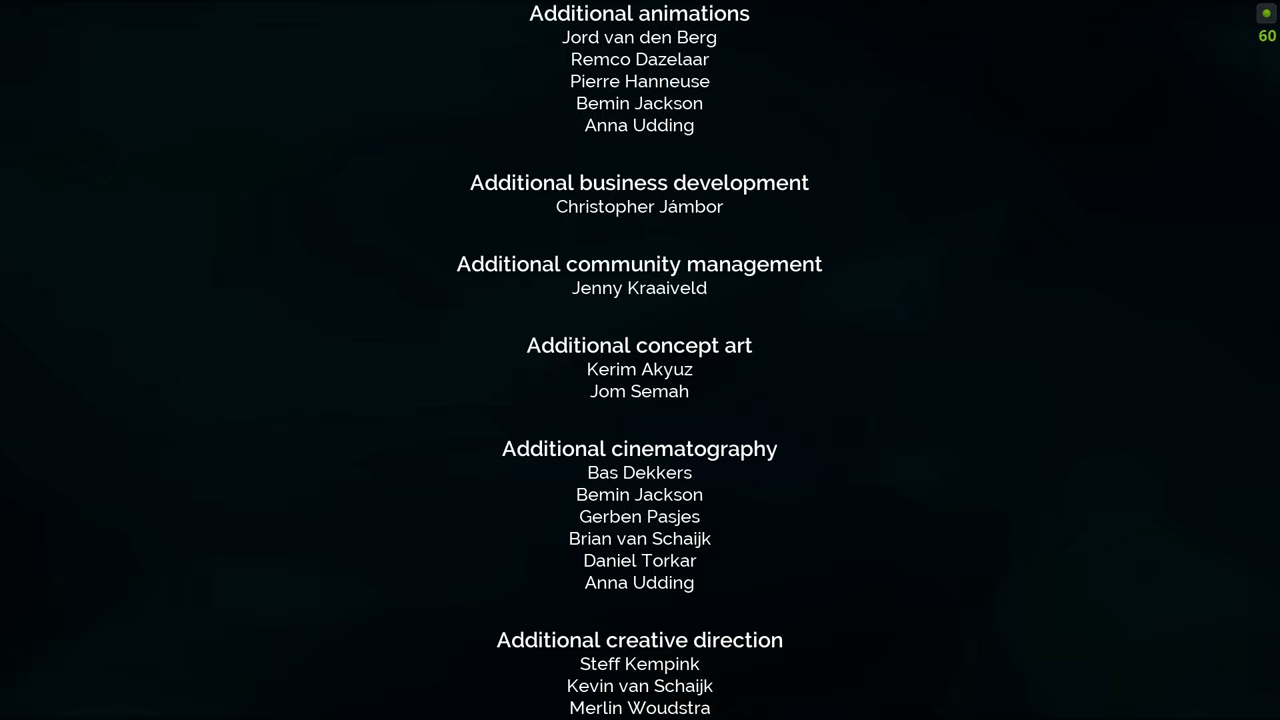 Additional animations
60
Jord van den Berg
Remco Dazelaar
Pierre Hanneuse
Bemin Jackson
Anna Udding
Additional business development
Christopher Jámbor
Additional community management
Jenny Kraaiveld
Additional concept art
Kerim Akyuz
Jom Semah
Additional cinematography
Bas Dekkers
Bemin Jackson
Gerben Pasjes
Brian van Schaijk
Daniel Torkar
Anna Udding
Additional creative direction
Steff Kempink
Kevin van Schaijk
Merlin Woudstra